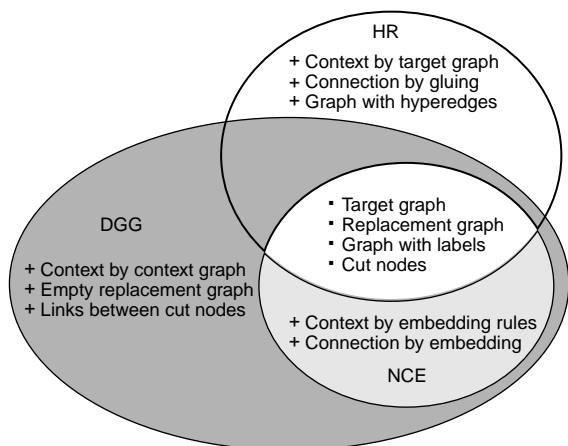 HR
+ Context by target graph
+ Connection by gluing
+ Graph with hyperedges
▪ Target graph
▪ Replacement graph
▪ Graph with labels
▪ Cut nodes
DGG
+ Context by context graph
+ Empty replacement graph
+ Links between cut nodes
+ Context by embedding rules
+ Connection by embedding
NCE